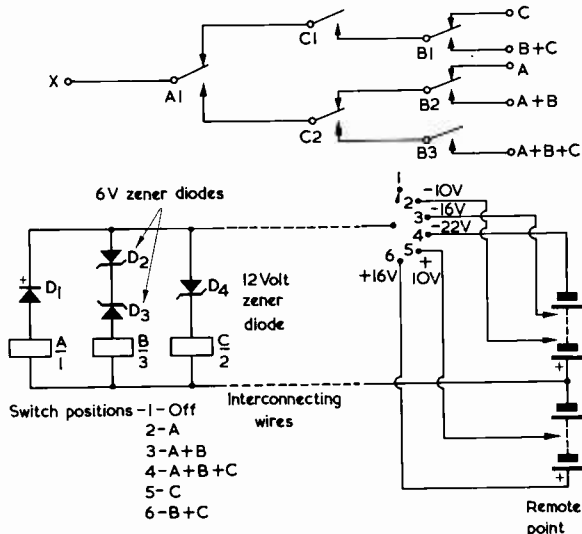 X
A1
C1
B1
C
B+C
C2
B2
A
A+B
B3
A+B+C
6V zener diodes
D1
D2
D3
D4
12 Volt
zener
diode
A/1
B/3
C/2
1
2
3
4
5
6
-10V
-16V
-22V
+
10V
+16V
+
+
Switch positions -1-Off
2-A
3-A+B
4-A+B+C
5-C
6-B+C
Interconnecting
wires
Remote
point